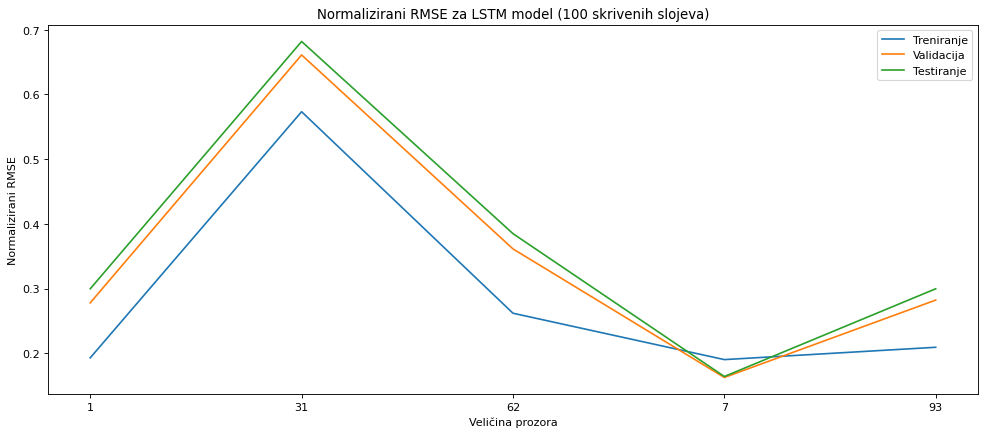 Normalizirani RMSE za LSTM model (100 skrivenih slojeva)
Treniranje
Validacija
Testiranje
Normalizirani RMSE
0.7
0.6
0.5
0.4
0.3
0.2
1 31 62 7 93
Veličina prozora